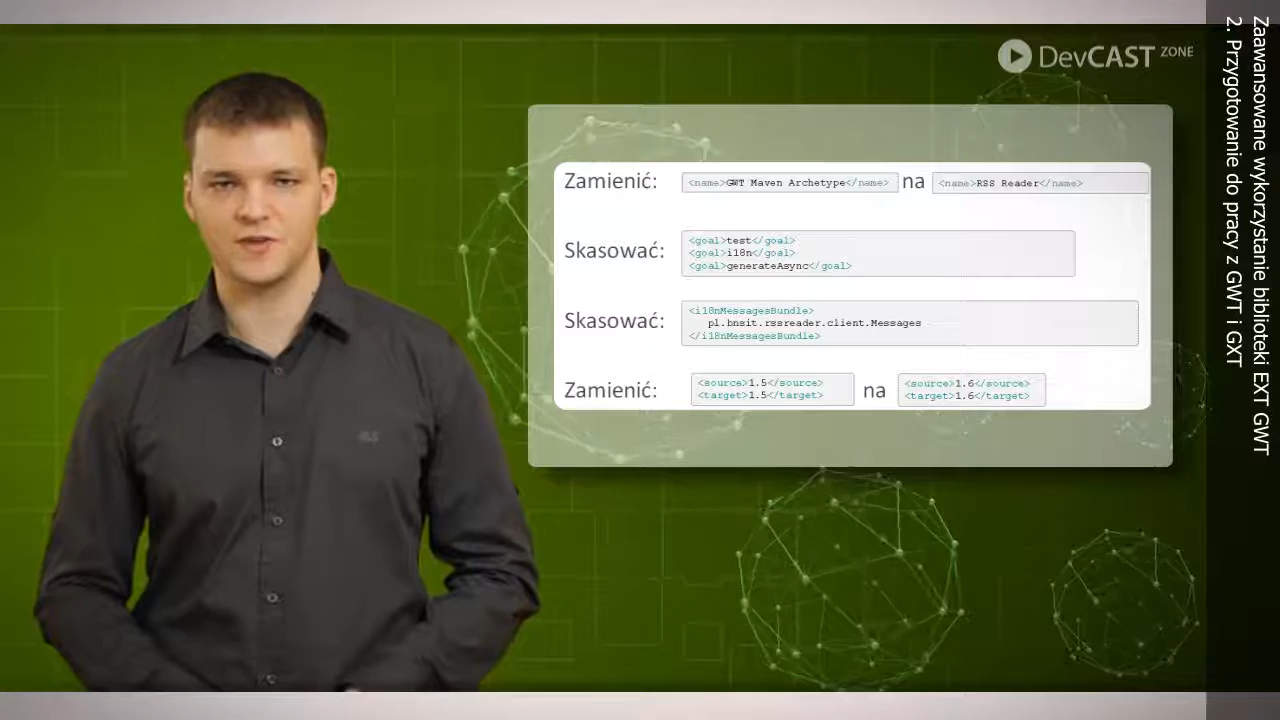 DevCAST ZONE
Zaawansowane wykorzystanie biblioteki EXT GWT
2. Przygotowanie do pracy z GWT i GXT
Zamienić: <name>GWT Maven Archetype</name> na <name>RSS Reader</name>
Skasować:
<goal>test</goal>
<goal>i18n</goal>
<goal>generateAsync</goal>
Skasować:
<i18nMessagesBundle>
pl.bnsit.rssreader.client.Messages
</i18nMessagesBundle>
Zamienić:
<source>1.5</source>
<target>1.5</target>
na
<source>1.6</source>
<target>1.6</target>